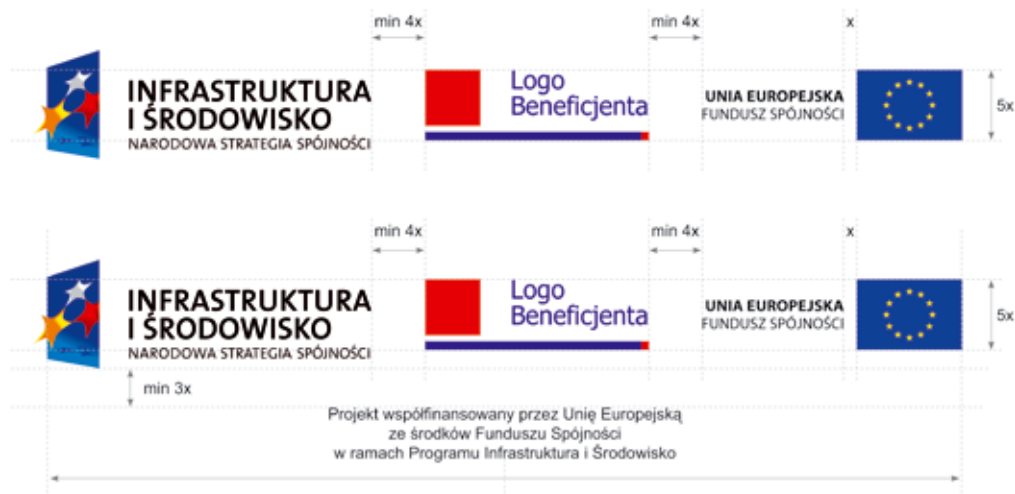 min 4x
min 4x
x
INFRASTRUKTURA
I ŚRODOWISKO
NARODOWA STRATEGIA SPÓJNOŚCI
Logo
Beneficjenta
UNIA EUROPEJSKA
FUNDUSZ SPÓJNOŚCI
5x
min 4x
min 4x
x
INFRASTRUKTURA
I ŚRODOWISKO
NARODOWA STRATEGIA SPÓJNOŚCI
Logo
Beneficjenta
UNIA EUROPEJSKA
FUNDUSZ SPÓJNOŚCI
5x
min 3x
Projekt współfinansowany przez Unię Europejską
ze środków Funduszu Spójności
w ramach Programu Infrastruktura i Środowisko